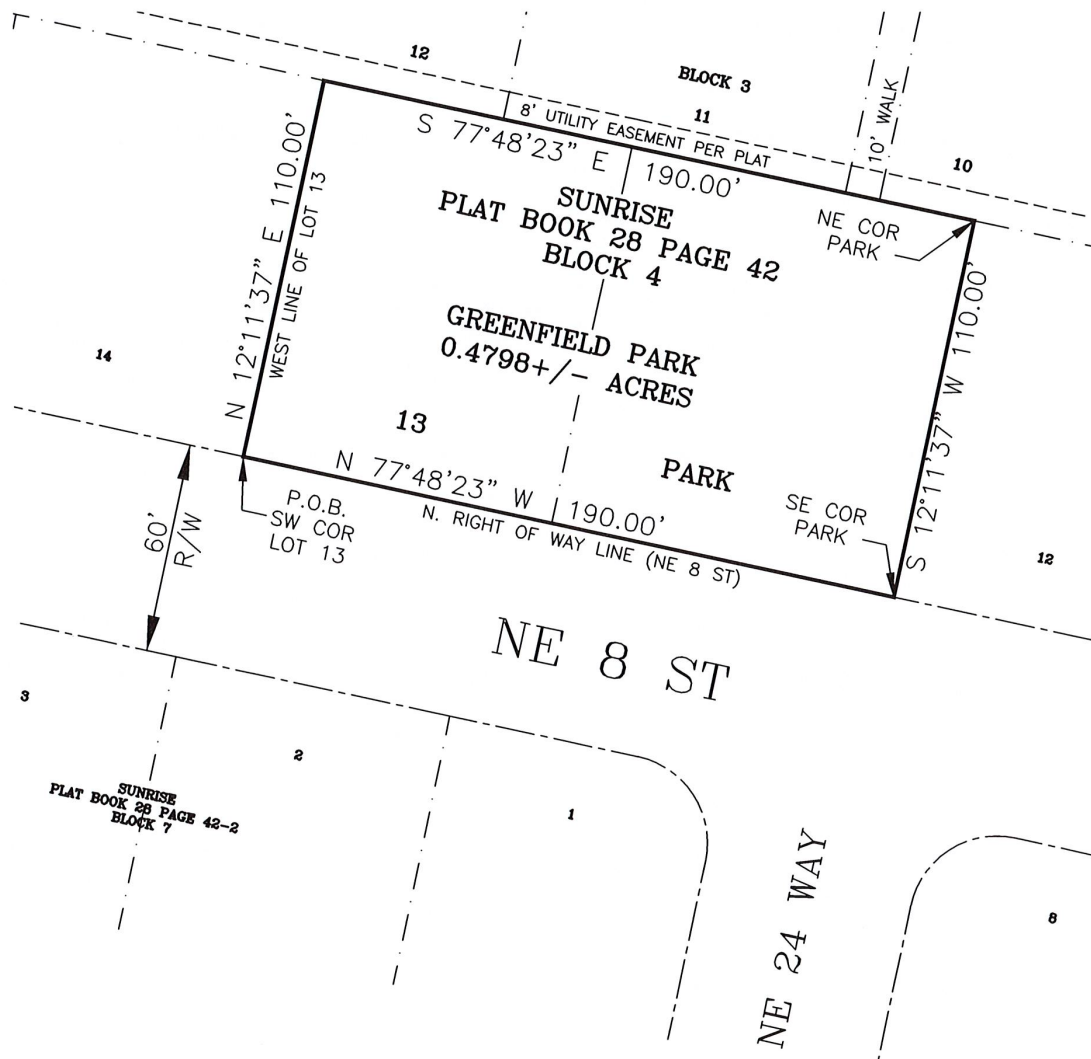 12
BLOCK 3
11
10' WALK
10
8' UTILITY EASEMENT PER PLAT
S 77°48'23" E
190.00'
N 12°11'37" E 110.00'
WEST LINE OF LOT 13
SUNRISE
PLAT BOOK 28 PAGE 42
BLOCK 4
NE COR
PARK
S 12°11'37" W 110.00'
GREENFIELD PARK
0.4798+/- ACRES
14
13
PARK
N 77°48'23" W
190.00'
N. RIGHT OF WAY LINE (NE 8 ST)
P.O.B.
SW COR
LOT 13
SE COR
PARK
12
60'
R/W
NE 8 ST
3
2
1
SUNRISE
PLAT BOOK 28 PAGE 42-2
BLOCK 7
NE 24 WAY
8